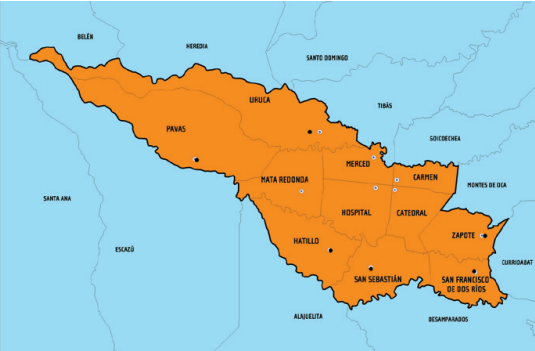 BELÉN
HEREDIA
SANTO DOMINGO
URUCA
TIBÁS
PAVAS
GOICOECHEA
MERCED
CARMEN
MATA REDONDA
MONTES DE OCA
SANTA ANA
HOSPITAL
CATEDRAL
ZAPOTE
HATILLO
ESCAZÚ
CURRIDABAT
SAN SEBASTIÁN
SAN FRANCISCO
DE DOS RÍOS
ALAJUELITA
DESAMPARADOS